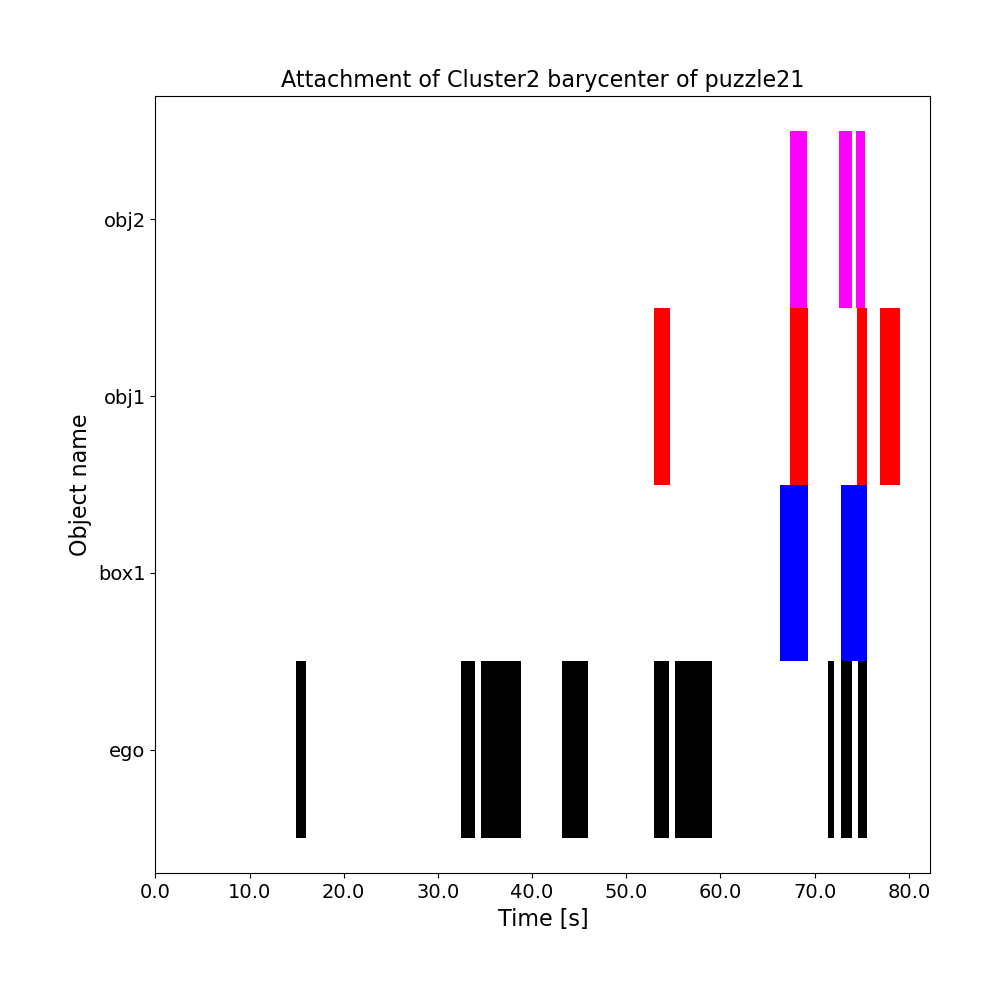 Attachment of Cluster2 barycenter of puzzle21
obj2
obj1
box1
ego
Object name
0.0 10.0 20.0 30.0 40.0 50.0 60.0 70.0 80.0
Time [s]